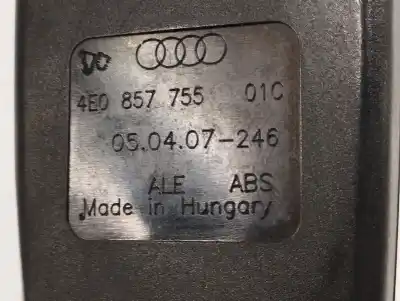 4E0 857 755 01C
05.04.07-246
ALE ABS
Made in Hungary